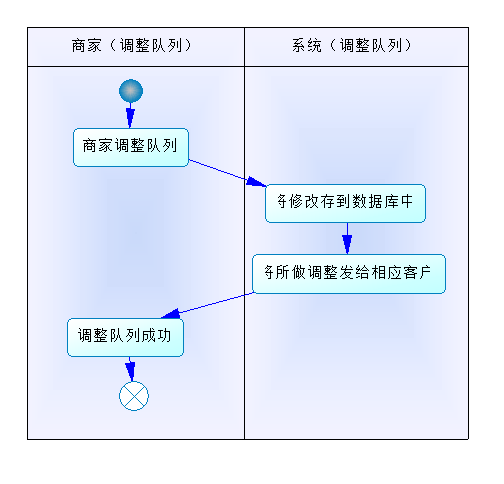 商家（调整队列）
系统（调整队列）
商家调整队列
将修改存到数据库中
将所做调整发给相应客户
调整队列成功